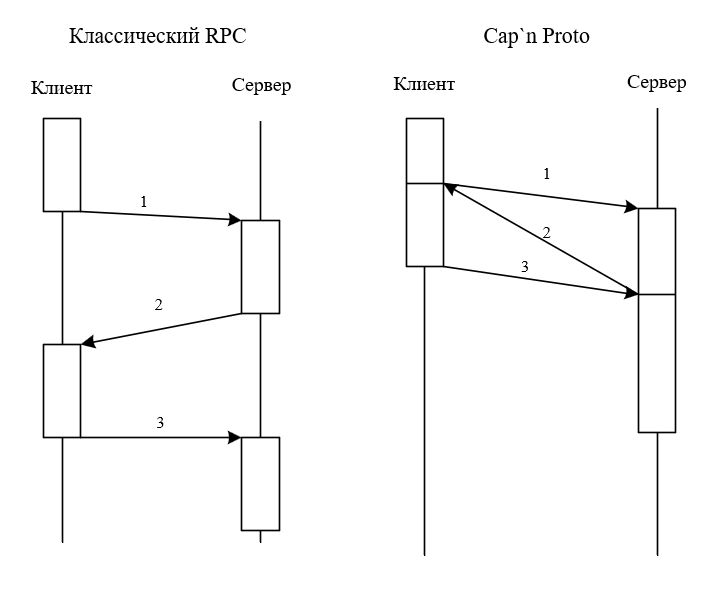 Классический RPC
Cap`n Proto
Клиент
Сервер
Клиент
Сервер
1
2
3
1
2
3